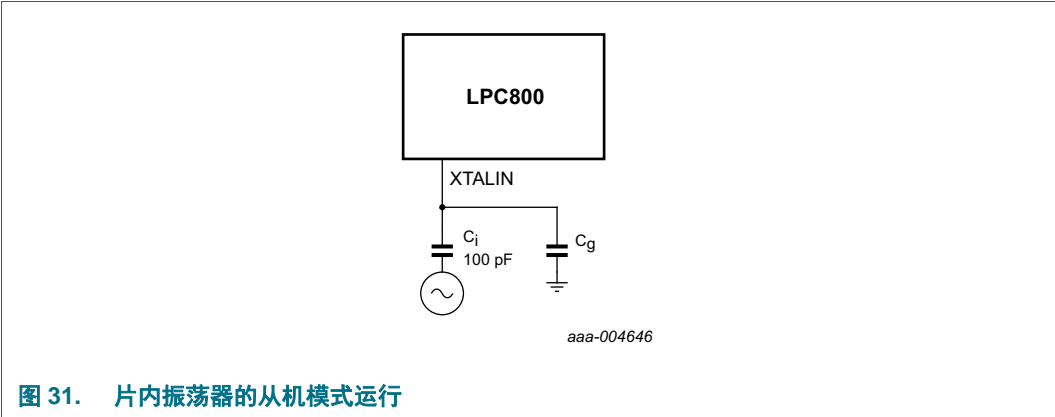 LPC800
XTALIN
Ci
100 pF
Cg
aaa-004646
图 31. 片内振荡器的从机模式运行